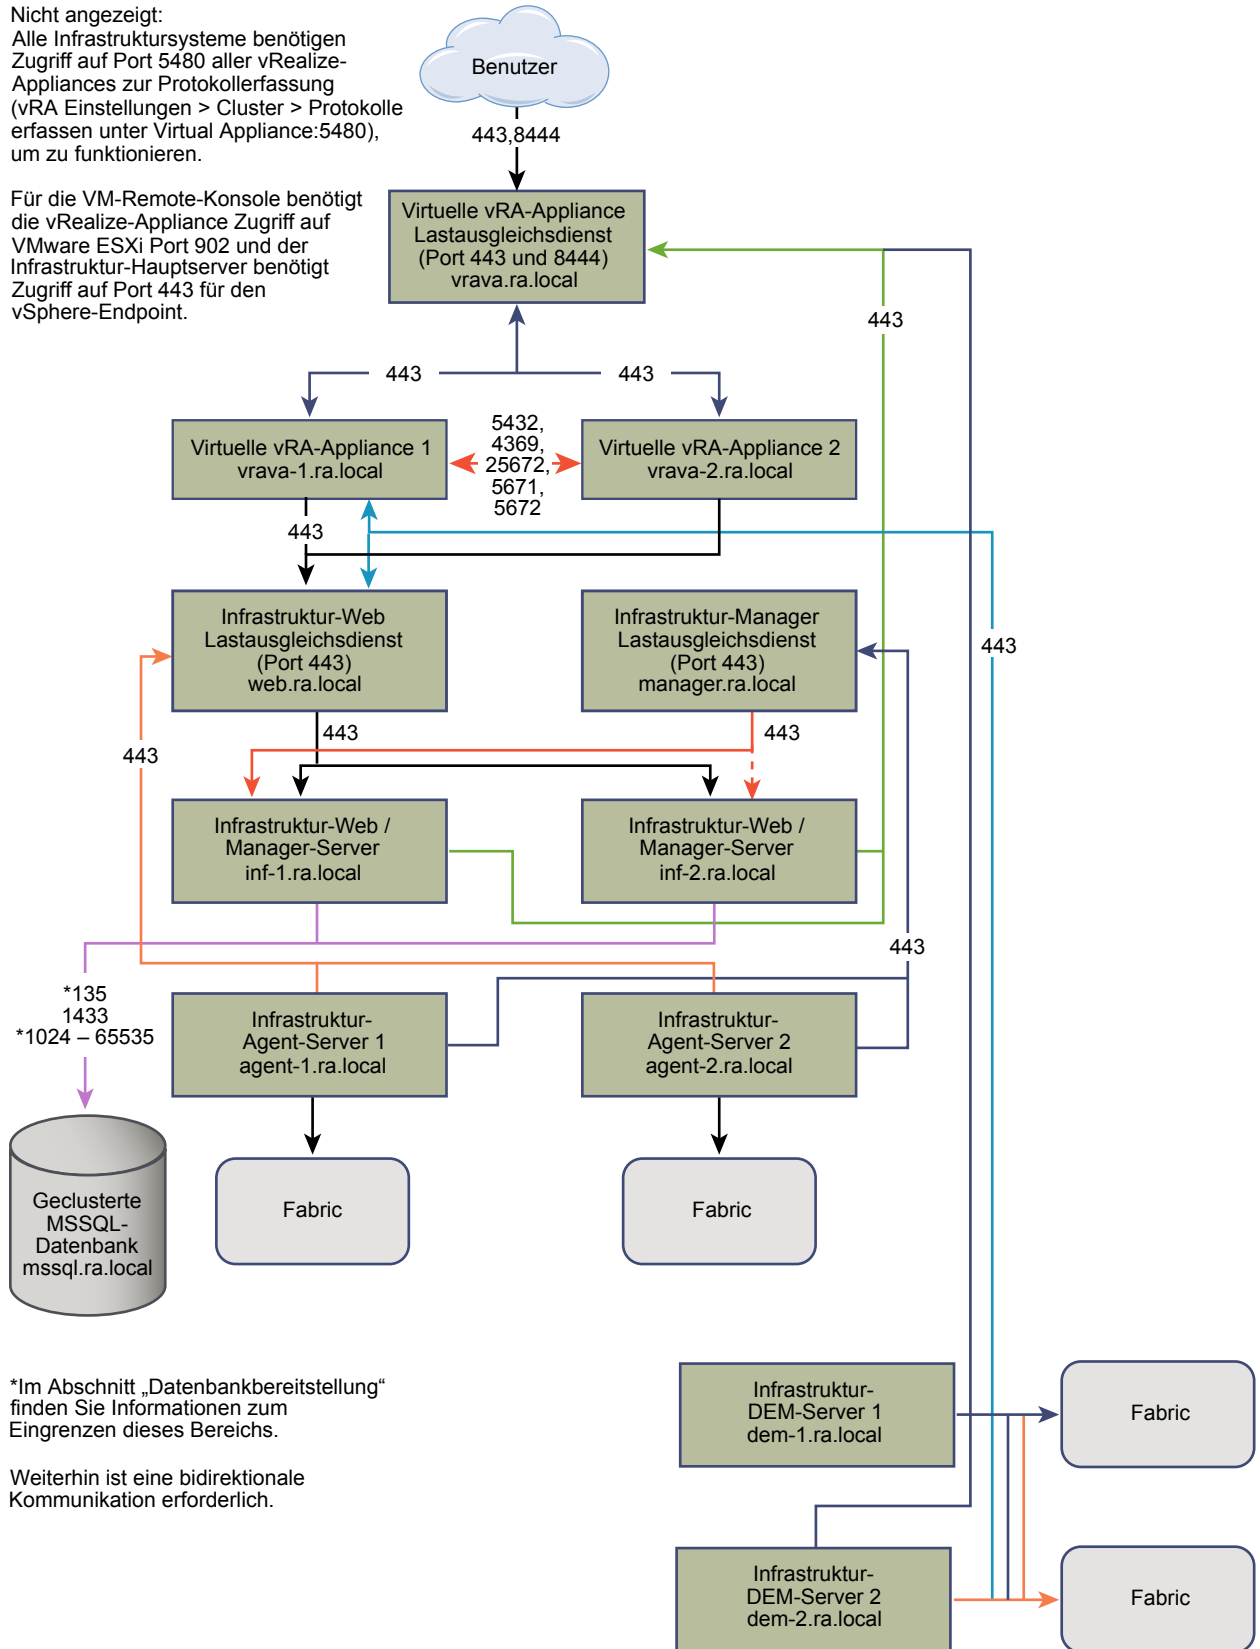 Nicht angezeigt:
Alle Infrastruktursysteme benötigen
Zugriff auf Port 5480 aller vRealize-
Appliances zur Protokollerfassung
(vRA Einstellungen > Cluster > Protokolle
erfassen unter Virtual Appliance:5480),
um zu funktionieren.
Für die VM-Remote-Konsole benötigt
die vRealize-Appliance Zugriff auf
VMware ESXi Port 902 und der
Infrastruktur-Hauptserver benötigt
Zugriff auf Port 443 für den
vSphere-Endpoint.
Benutzer
443,8444
Virtuelle vRA-Appliance
Lastausgleichsdienst
(Port 443 und 8444)
vrava.ra.local
443
443
443
Virtuelle vRA-Appliance 1
vrava-1.ra.local
5432,
4369,
25672,
5671,
5672
Virtuelle vRA-Appliance 2
vrava-2.ra.local
443
Infrastruktur-Web
Lastausgleichsdienst
(Port 443)
web.ra.local
Infrastruktur-Manager
Lastausgleichsdienst
(Port 443)
manager.ra.local
443
443
443
443
Infrastruktur-Web /
Manager-Server
inf-1.ra.local
Infrastruktur-Web /
Manager-Server
inf-2.ra.local
443
*135
1433
*1024 – 65535
Infrastruktur-
Agent-Server 1
agent-1.ra.local
Infrastruktur-
Agent-Server 2
agent-2.ra.local
Geclusterte
MSSQL-
Datenbank
mssql.ra.local
Fabric
Fabric
*Im Abschnitt „Datenbankbereitstellung“
finden Sie Informationen zum
Eingrenzen dieses Bereichs.
Weiterhin ist eine bidirektionale
Kommunikation erforderlich.
Infrastruktur-
DEM-Server 1
dem-1.ra.local
Fabric
Infrastruktur-
DEM-Server 2
dem-2.ra.local
Fabric